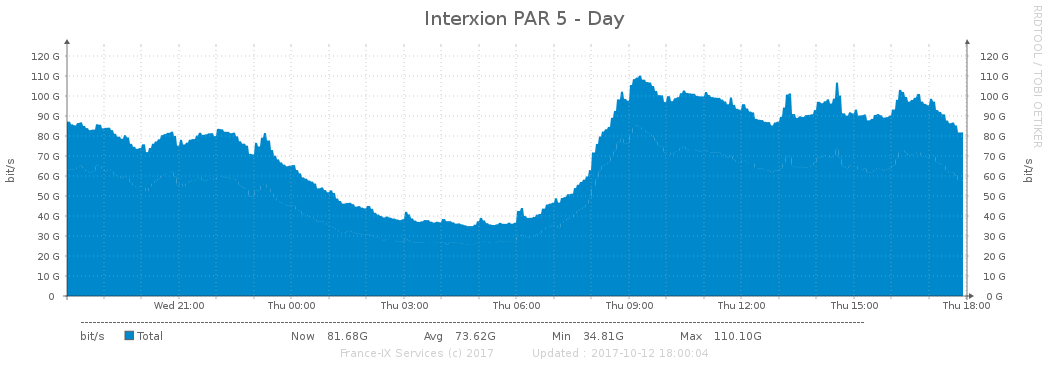 Interxion PAR 5 - Day
RRDTOOL / TOBI OETIKER
120 G 120 G
110 G 110 G
100 G 100 G
90 G 90 G
80 G 80 G
70 G 70 G
60 G 60 G
50 G 50 G
40 G 40 G
30 G 30 G
20 G 20 G
10 G 10 G
0 0 G
bit/s
bit/s
Wed 21:00 Thu 00:00 Thu 03:00 Thu 06:00 Thu 09:00 Thu 12:00 Thu 15:00 Thu 18:00
bit/s Total Now 81.68G Avg 73.62G Min 34.81G Max 110.10G
France-IX Services (c) 2017 Updated : 2017-10-12 18:00:04